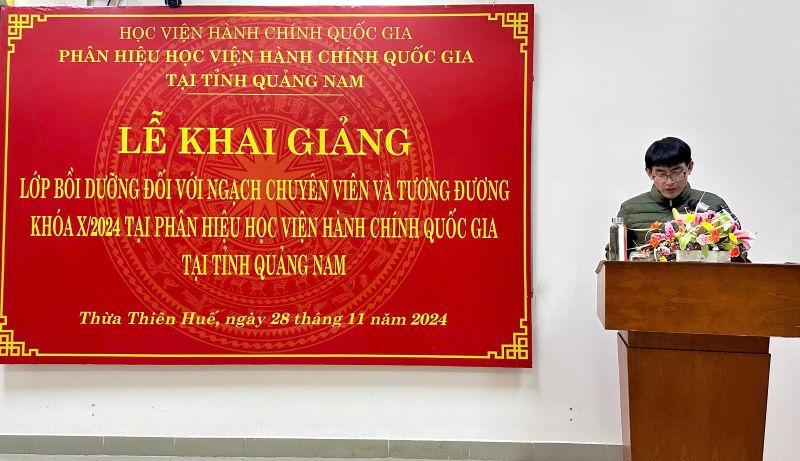 HỌC VIỆN HÀNH CHÍNH QUỐC GIA
PHÂN HIỆU HỌC VIỆN HÀNH CHÍNH QUỐC GIA
TẠI TỈNH QUẢNG NAM
LỄ KHAI GIẢNG
LỚP BỒI DƯỠNG ĐỐI VỚI NGẠCH CHUYÊN VIÊN VÀ TƯƠNG ĐƯƠNG
KHÓA X/2024 TẠI PHÂN HIỆU HỌC VIỆN HÀNH CHÍNH QUỐC GIA
TẠI TỈNH QUẢNG NAM
Thừa Thiên Huế, ngày 28 tháng 11 năm 2024